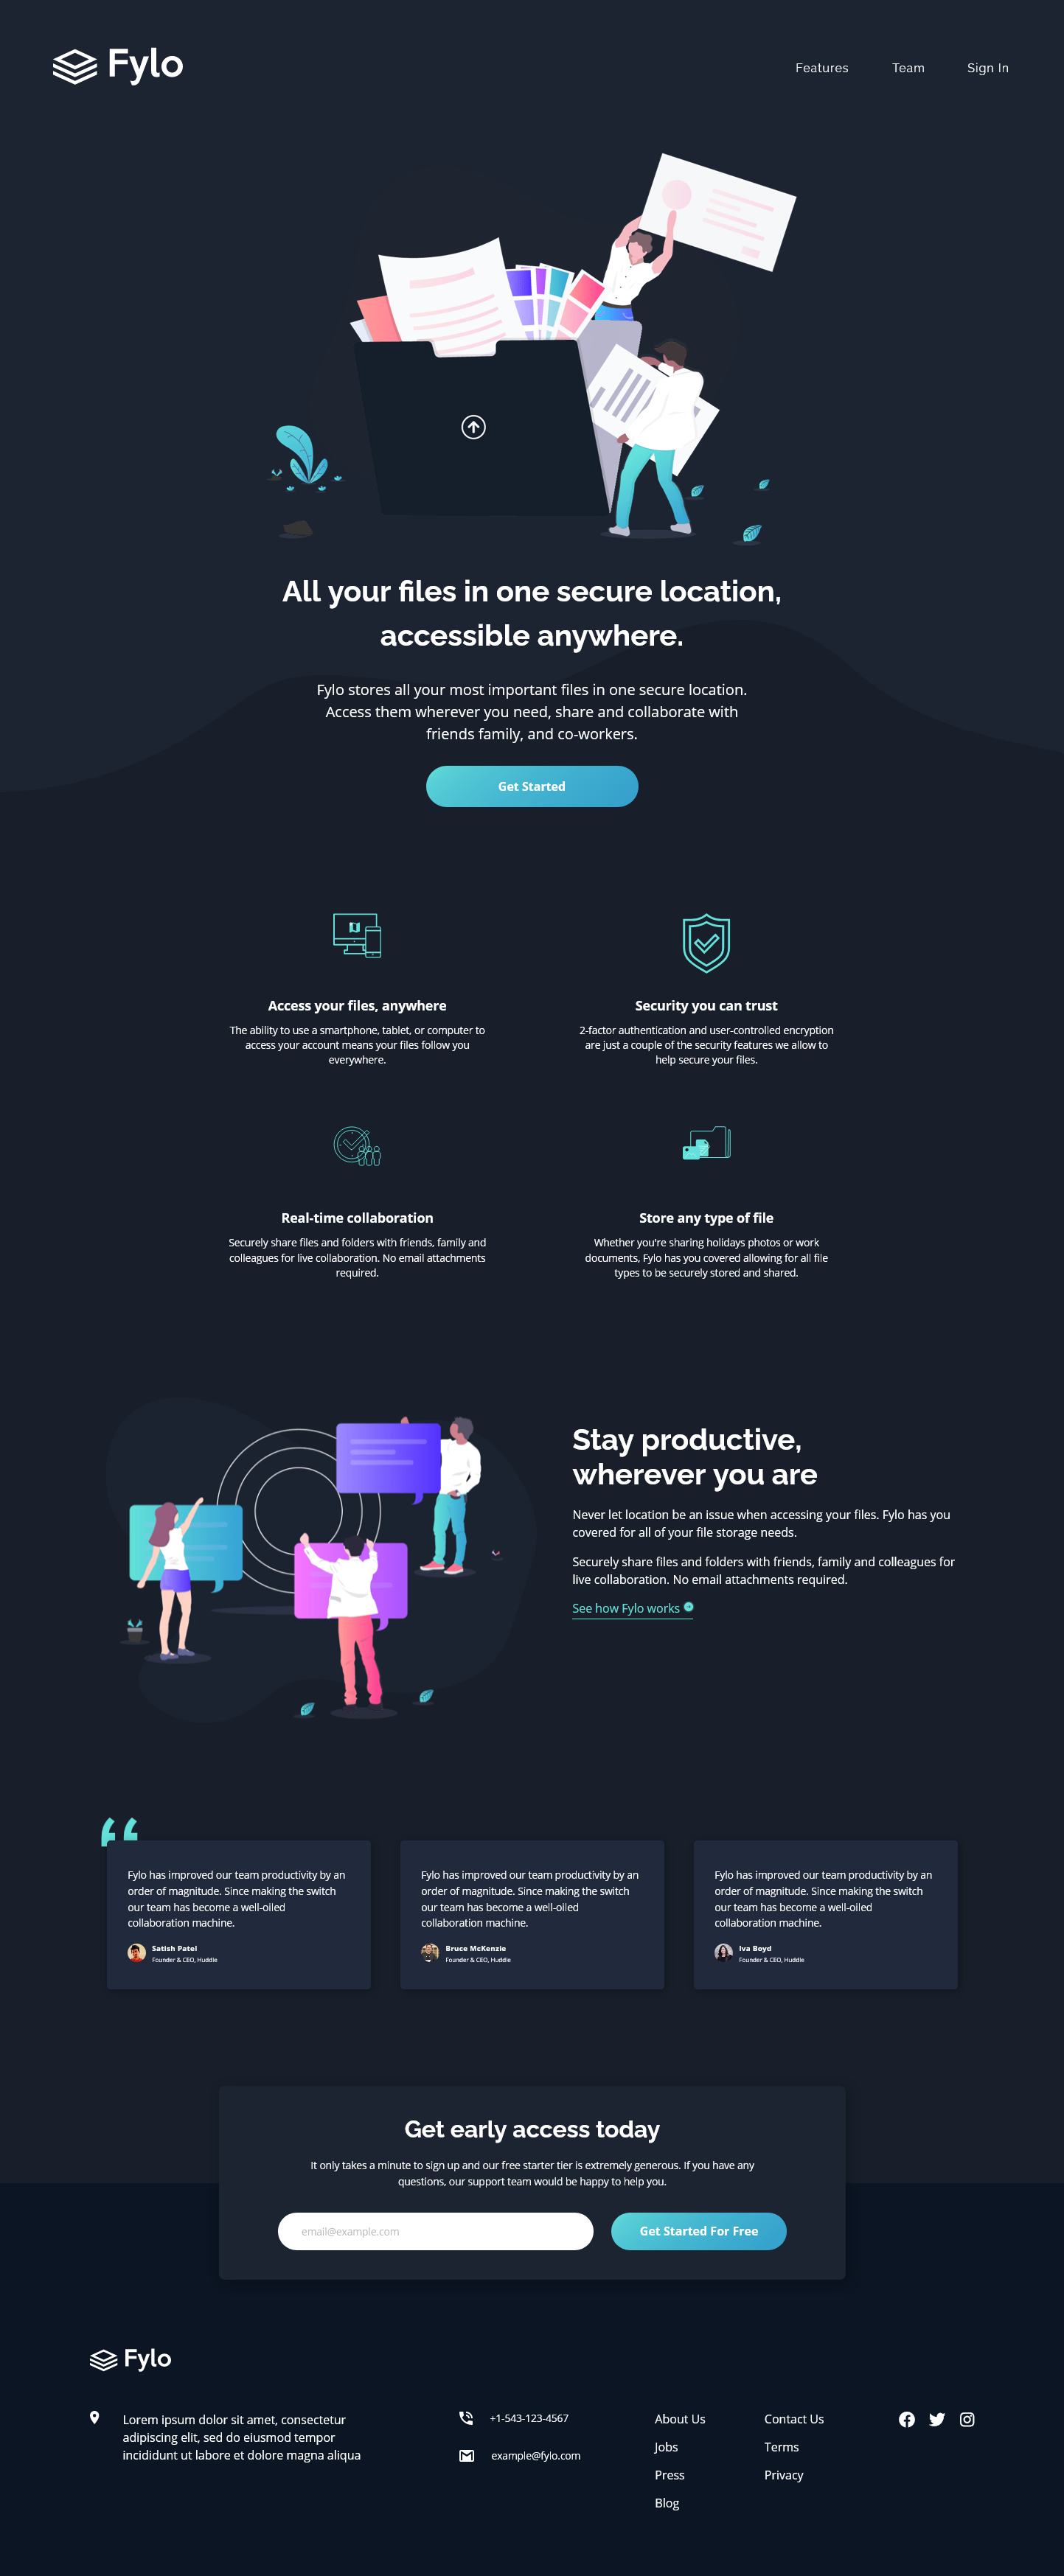 Fylo
Features
Team
Sign In
All your files in one secure location,
accessible anywhere.
Fylo stores all your most important files in one secure location.
Access them wherever you need, share and collaborate with
friends family, and co-workers.
Get Started
Access your files, anywhere
The ability to use a smartphone, tablet, or computer to
access your account means your files follow you
everywhere.
Security you can trust
2-factor authentication and user-controlled encryption
are just a couple of the security features we allow to
help secure your files.
Real-time collaboration
Securely share files and folders with friends, family and
colleagues for live collaboration. No email attachments
required.
Store any type of file
Whether you're sharing holidays photos or work
documents, Fylo has you covered allowing for all file
types to be securely stored and shared.
Stay productive,
wherever you are
Never let location be an issue when accessing your files. Fylo has you
covered for all of your file storage needs.
Securely share files and folders with friends, family and colleagues for
live collaboration. No email attachments required.
See how Fylo works
Fylo has improved our team productivity by an
order of magnitude. Since making the switch
our team has become a well-oiled
collaboration machine.
Satish Patel
Founder & CEO, Huddle
Fylo has improved our team productivity by an
order of magnitude. Since making the switch
our team has become a well-oiled
collaboration machine.
Bruce McKenzie
Founder & CEO, Huddle
Fylo has improved our team productivity by an
order of magnitude. Since making the switch
our team has become a well-oiled
collaboration machine.
Iva Boyd
Founder & CEO, Huddle
Get early access today
It only takes a minute to sign up and our free starter tier is extremely generous. If you have any
questions, our support team would be happy to help you.
email@example.com
Get Started For Free
Fylo
Lorem ipsum dolor sit amet, consectetur
adipiscing elit, sed do eiusmod tempor
incididunt ut labore et dolore magna aliqua
+1-543-123-4567
example@fylo.com
About Us
Jobs
Press
Blog
Contact Us
Terms
Privacy